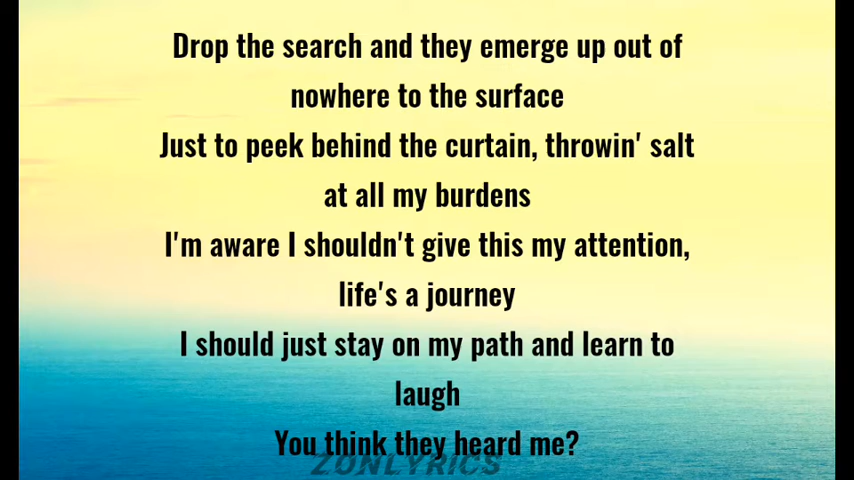 Drop the search and they emerge up out of
nowhere to the surface
Just to peek behind the curtain, throwin' salt
at all my burdens
I'm aware I shouldn't give this my attention,
life's a journey
I should just stay on my path and learn to
laugh
You think they heard me?
ZONLYRICS